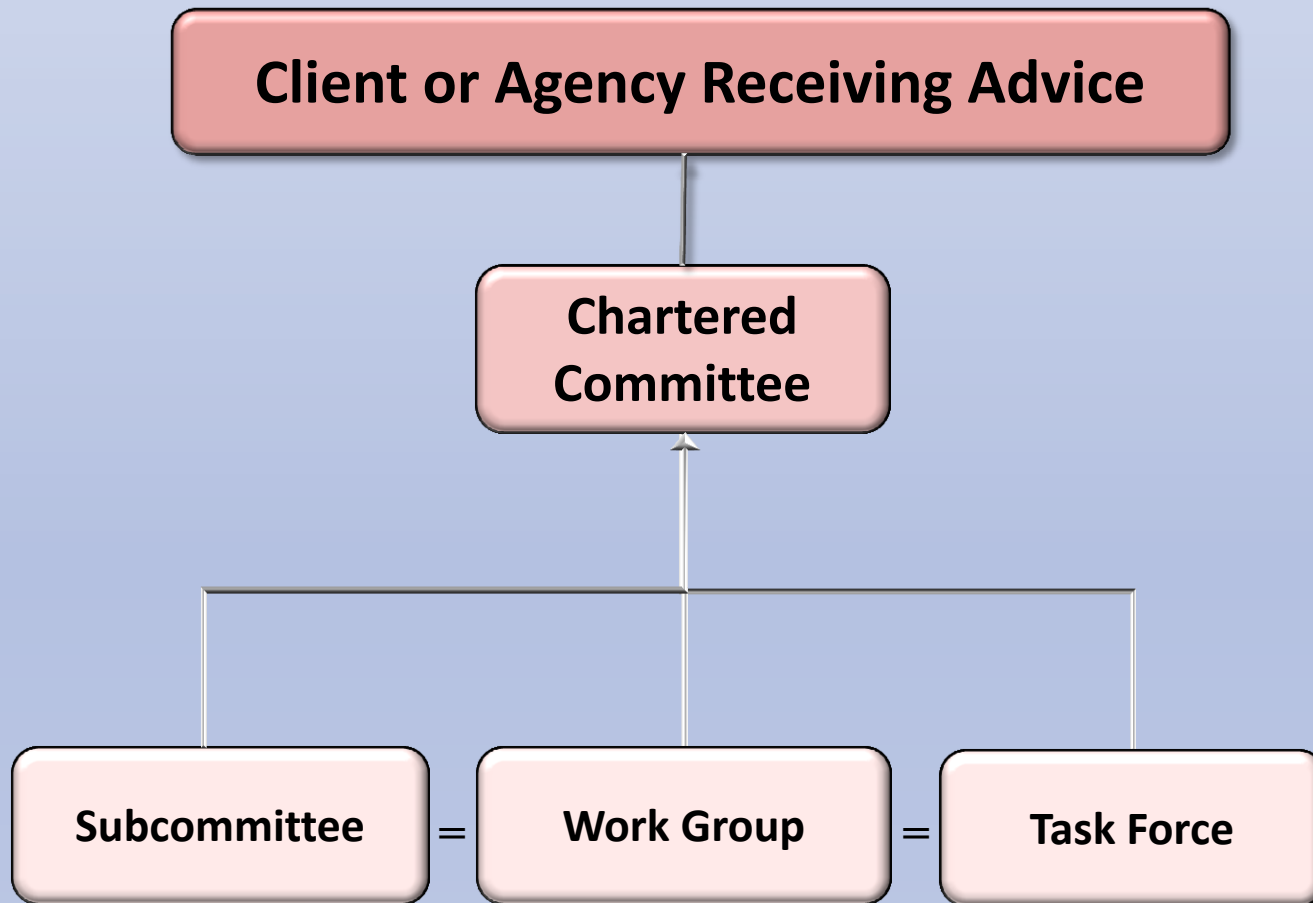 Client or Agency Receiving Advice
Chartered
Committee
Subcommittee = Work Group = Task Force